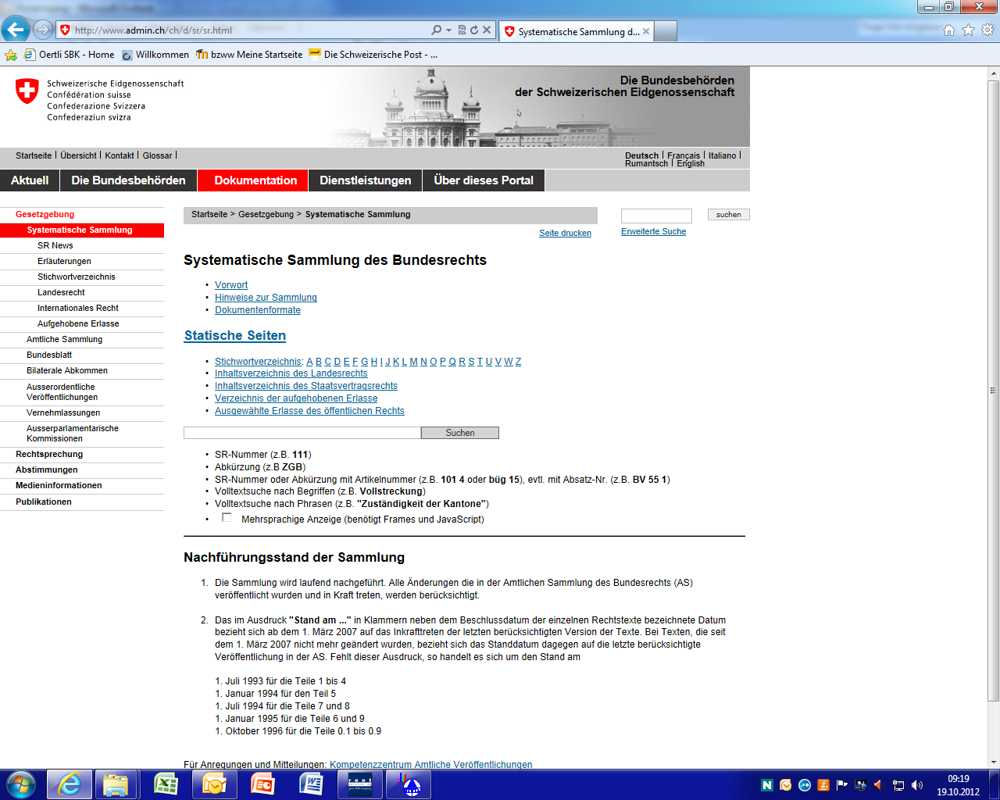 http://www.admin.ch/ch/d/sr/sr.html
Systematische Sammlung d...
Oertli SBK - Home
Willkommen
bzww Meine Startseite
Die Schweizerische Post - ...
Schweizerische Eidgenossenschaft
Confédération suisse
Confederazione Svizzera
Confederaziun svizra
Die Bundesbehörden
der Schweizerischen Eidgenossenschaft
Startseite | Übersicht | Kontakt | Glossar |
Deutsch | Français | Italiano |
Rumantsch | English
Aktuell
Die Bundesbehörden
Dokumentation
Dienstleistungen
Über dieses Portal
Gesetzgebung
Systematische Sammlung
SR News
Erläuterungen
Stichwortverzeichnis
Landesrecht
Internationales Recht
Aufgehobene Erlasse
Amtliche Sammlung
Bundesblatt
Bilaterale Abkommen
Ausserordentliche
Veröffentlichungen
Vernehmlassungen
Ausserparlamentarische
Kommissionen
Rechtsprechung
Abstimmungen
Medieninformationen
Publikationen
Startseite > Gesetzgebung > Systematische Sammlung
suchen
Seite drucken
Erweiterte Suche
Systematische Sammlung des Bundesrechts
• Vorwort
• Hinweise zur Sammlung
• Dokumentenformate
Statische Seiten
• Stichwortverzeichnis: A B C D E F G H I J K L M N O P Q R S T U V W Z
• Inhaltsverzeichnis des Landesrechts
• Inhaltsverzeichnis des Staatsvertragsrechts
• Verzeichnis der aufgehobenen Erlasse
• Ausgewählte Erlasse des öffentlichen Rechts
Suchen
• SR-Nummer (z.B. 111)
• Abkürzung (z.B ZGB)
• SR-Nummer oder Abkürzung mit Artikelnummer (z.B. 101 4 oder büg 15), evtl. mit Absatz-Nr. (z.B. BV 55 1)
• Volltextsuche nach Begriffen (z.B. Vollstreckung)
• Volltextsuche nach Phrasen (z.B. "Zuständigkeit der Kantone")
• Mehrsprachige Anzeige (benötigt Frames und JavaScript)
Nachführungsstand der Sammlung
1. Die Sammlung wird laufend nachgeführt. Alle Änderungen die in der Amtlichen Sammlung des Bundesrechts (AS)
veröffentlicht wurden und in Kraft treten, werden berücksichtigt.
2. Das im Ausdruck "Stand am ..." in Klammern neben dem Beschlussdatum der einzelnen Rechtstexte bezeichnete Datum
bezieht sich ab dem 1. März 2007 auf das Inkrafttreten der letzten berücksichtigten Version der Texte. Bei Texten, die seit
dem 1. März 2007 nicht mehr geändert wurden, bezieht sich das Standdatum dagegen auf die letzte berücksichtigte
Veröffentlichung in der AS. Fehlt dieser Ausdruck, so handelt es sich um den Stand am
1. Juli 1993 für die Teile 1 bis 4
1. Januar 1994 für den Teil 5
1. Juli 1994 für die Teile 7 und 8
1. Januar 1995 für die Teile 6 und 9
1. Oktober 1996 für die Teile 0.1 bis 0.9
Für Anregungen und Mitteilungen: Kompetenzzentrum Amtliche Veröffentlichungen
09:19
19.10.2012